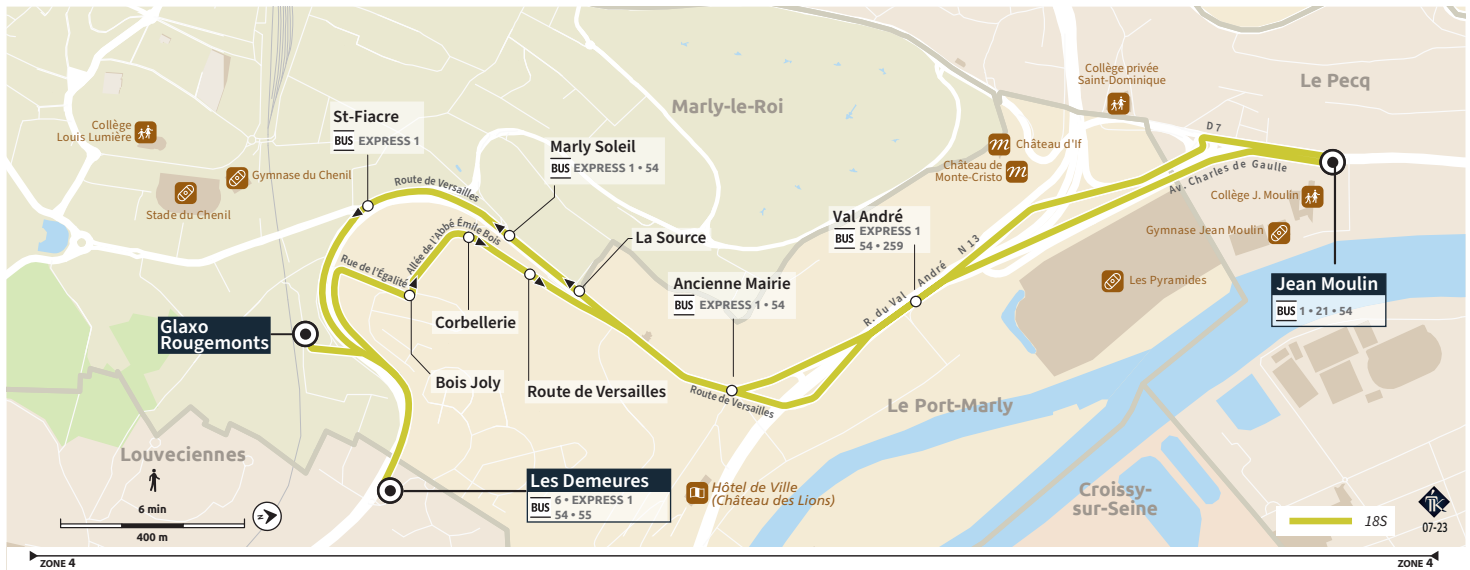 Collège privée
Saint-Dominique
Le Pecq
Marly-le-Roi
St-Fiacre
BUS EXPRESS 1
Collège
Louis Lumière
D 7
Marly Soleil
BUS EXPRESS 1 • 54
Château d'If
Château de
Monte-Cristo
Av. Charles de Gaulle
Gymnase du Chenil
Route de Versailles
Collège J. Moulin
Stade du Chenil
Val André
BUS EXPRESS 1
54 • 259
Allée de l'Abbé Émile Bois
La Source
Gymnase Jean Moulin
N 13
Rue de l'Égalité
Ancienne Mairie
BUS EXPRESS 1 • 54
R. du Val André
Les Pyramides
Jean Moulin
BUS 1 • 21 • 54
Corbellerie
Glaxo
Rougemonts
Bois Joly
Route de Versailles
Route de Versailles
Le Port-Marly
Louveciennes
Les Demeures
BUS 6 • EXPRESS 1
54 • 55
Hôtel de Ville
(Château des Lions)
Croissy-
sur-Seine
6 min
400 m
N
18S
07-23
ZONE 4
ZONE 4